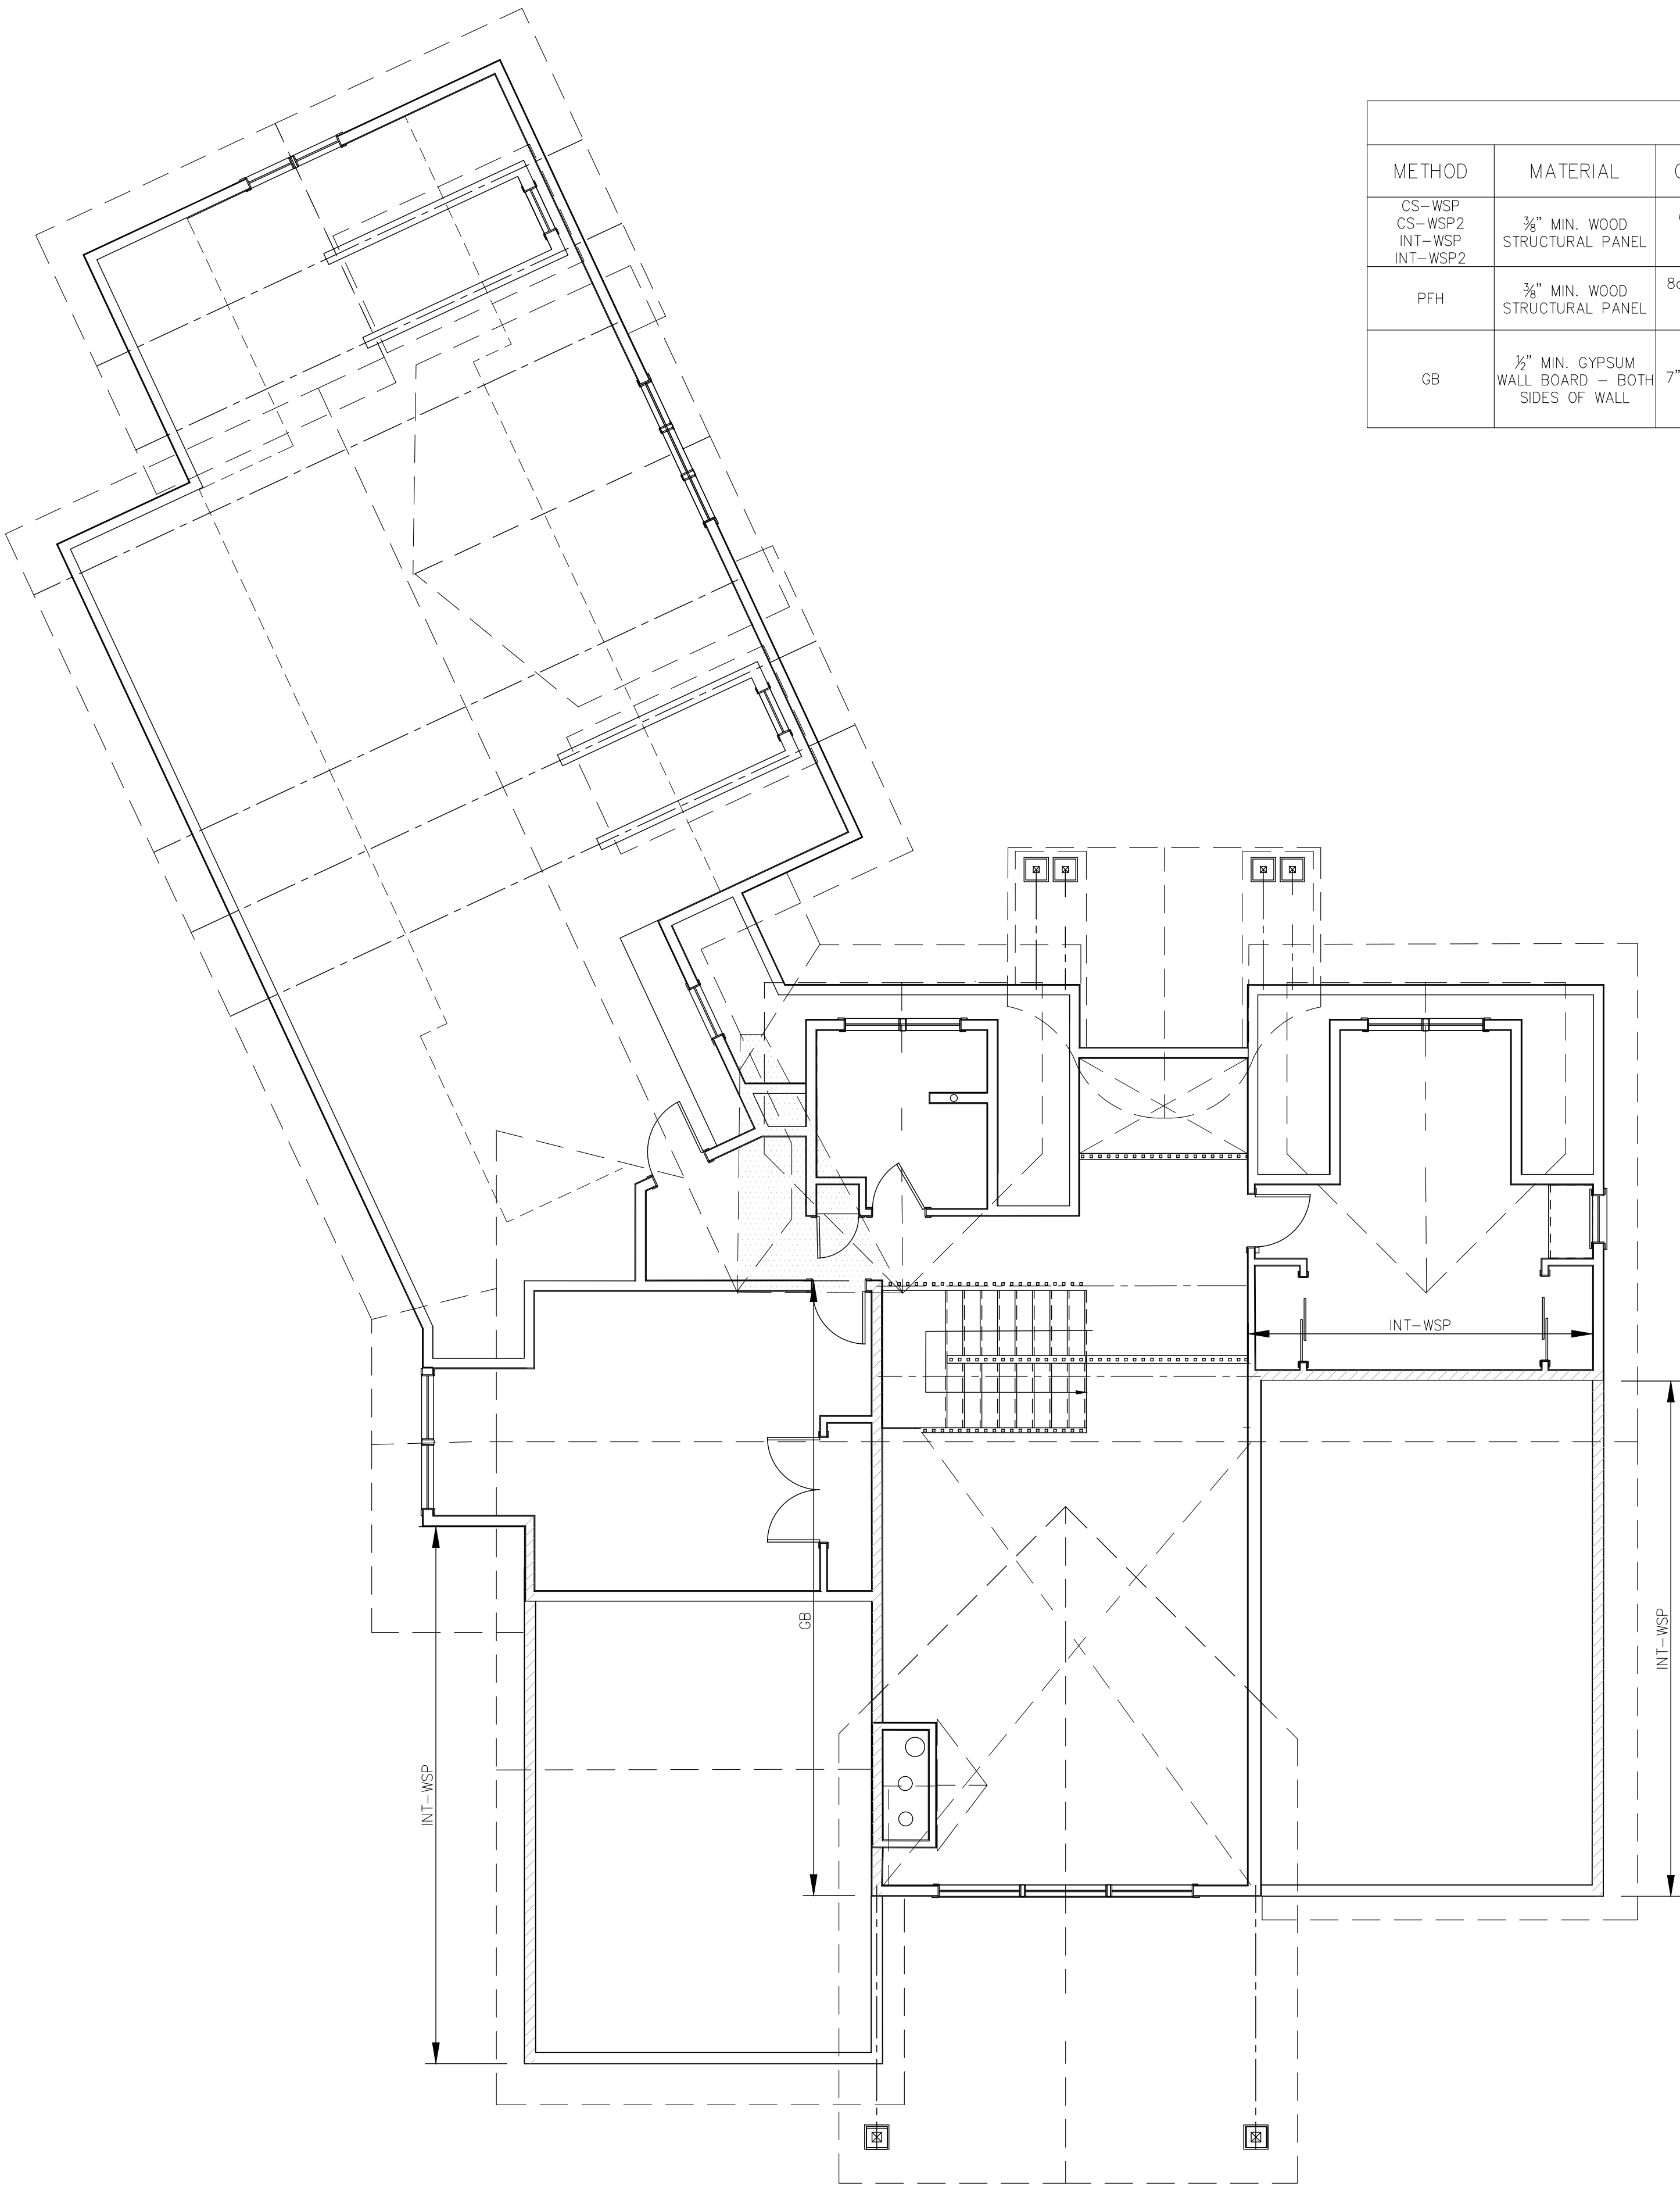 METHOD
MATERIAL
CS-WSP
CS-WSP2
INT-WSP
INT-WSP2
⅜" MIN. WOOD
STRUCTURAL PANEL
PFH
⅜" MIN. WOOD
STRUCTURAL PANEL
GB
½" MIN. GYPSUM
WALL BOARD - BOTH
SIDES OF WALL
7"
INT-WSP
GB
INT-WSP
INT-WSP